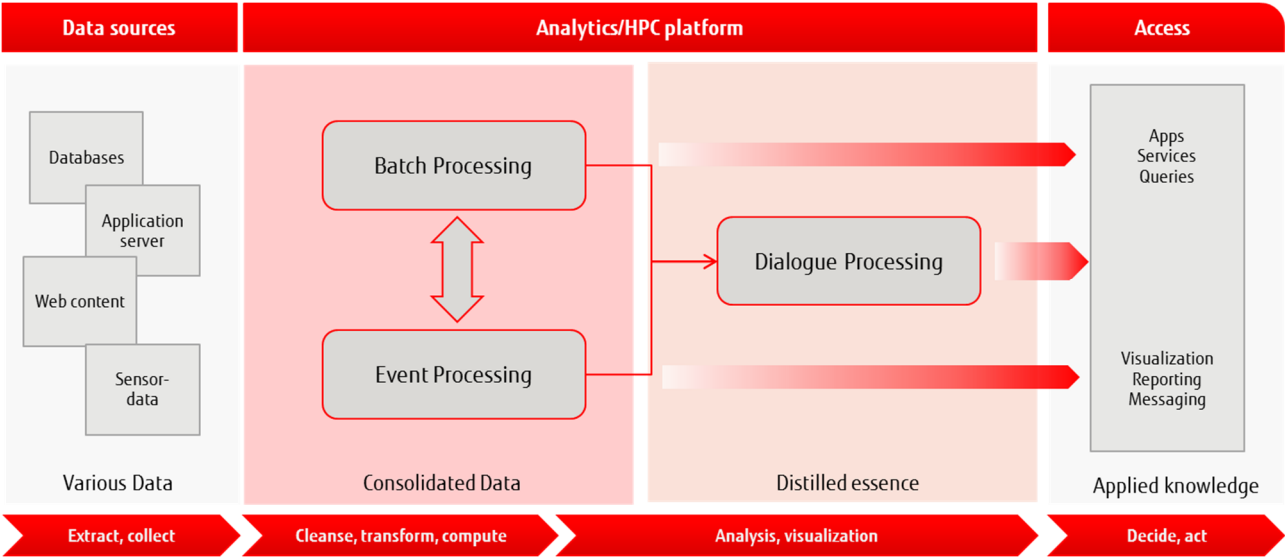 Data sources
Analytics/HPC platform
Access
Databases
Application
server
Web content
Sensor-
data
Various Data
Batch Processing
Event Processing
Consolidated Data
Dialogue Processing
Distilled essence
Apps
Services
Queries
Visualization
Reporting
Messaging
Applied knowledge
Extract, collect
Cleanse, transform, compute
Analysis, visualization
Decide, act